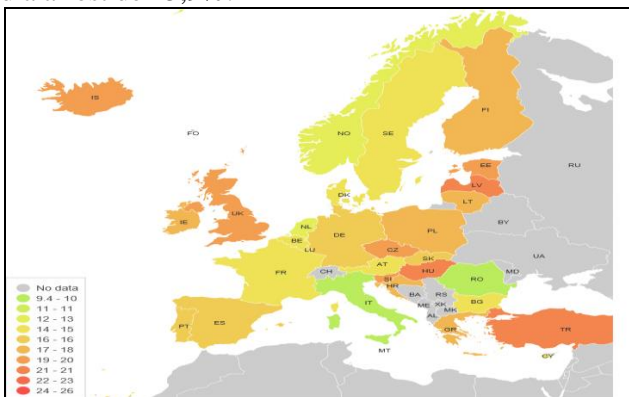 IS
FO
NO
SE
FI
RU
EE
LV
LT
DK
BY
IE
UK
NL
BE
LU
DE
PL
CZ
SK
UA
FR
CH
AT
HU
MD
SI
HR
RO
BA
RS
ME
XK
MK
AL
BG
IT
PT
ES
GR
TR
MT
CY
No data
9.4 - 10
11 - 11
12 - 13
14 - 15
16 - 16
17 - 18
19 - 20
21 - 21
22 - 23
24 - 26